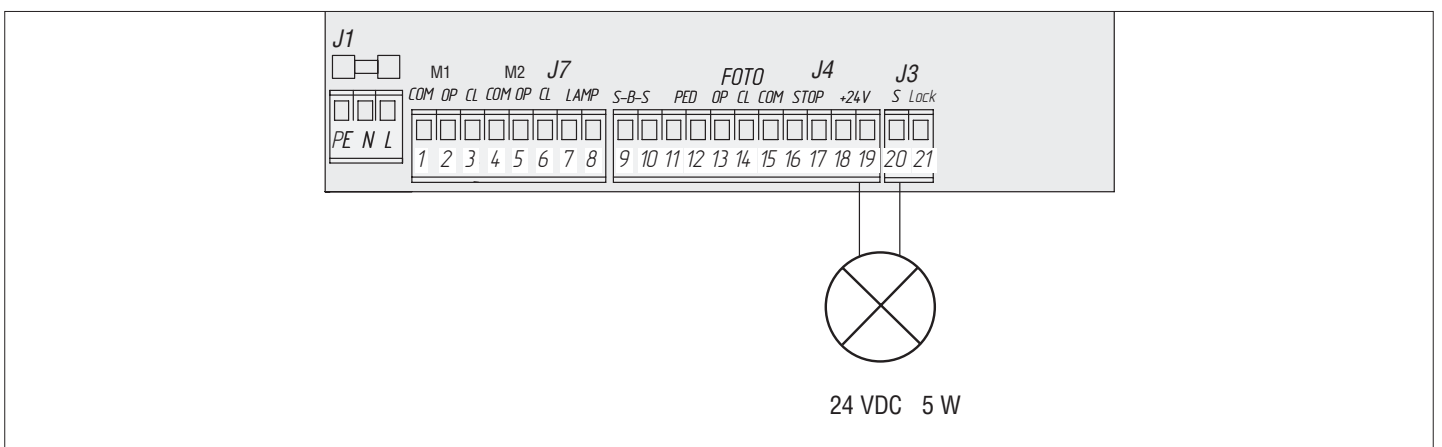 J1
M1 M2 J7 FOTO J4 J3
COM OP CL COM OP CL LAMP S-B-S PED OP CL COM STOP +24V S Lock
PE N L
1 2 3 4 5 6 7 8 9 10 11 12 13 14 15 16 17 18 19 20 21
24 VDC 5 W